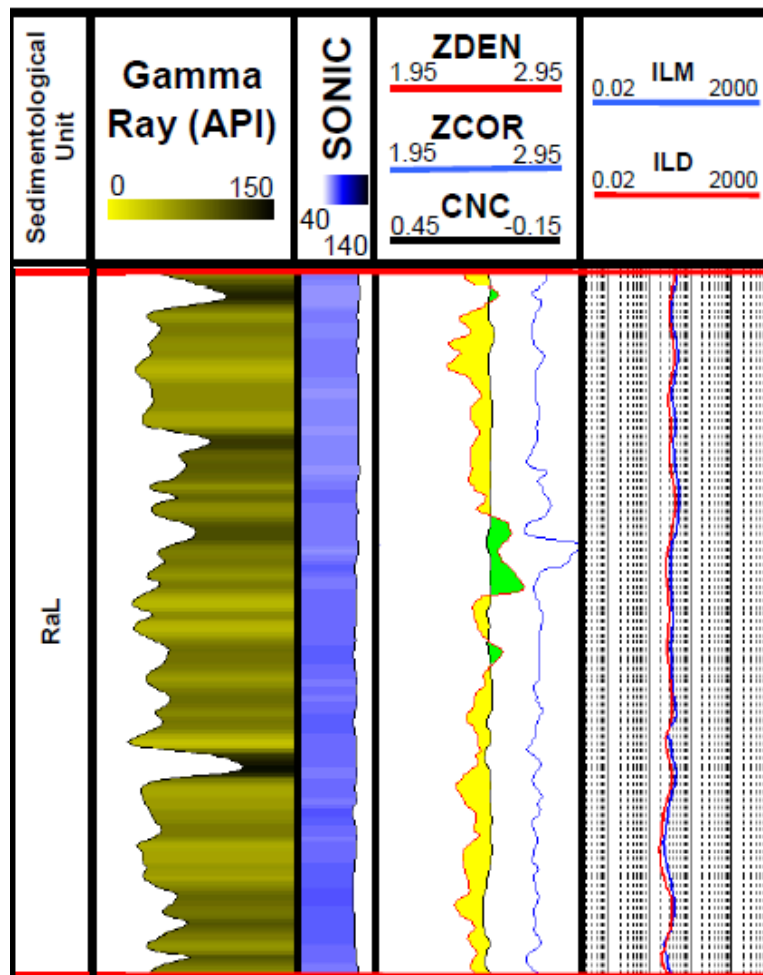 Sedimentological
Unit
Gamma
Ray (API)
0 150
SONIC
40
140
ZDEN
1.95 2.95
ZCOR
1.95 2.95
CNC
0.45 -0.15
ILM
0.02 2000
ILD
0.02 2000
RaL